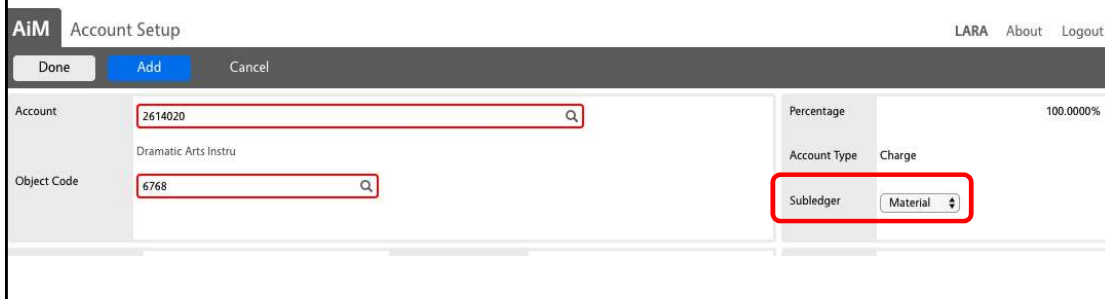 AiM Account Setup LARA About Logout
Done Add Cancel
Account 2614020 Percentage 100.0000%
Dramatic Arts Instru Account Type Charge
Object Code 6768 Subledger Material